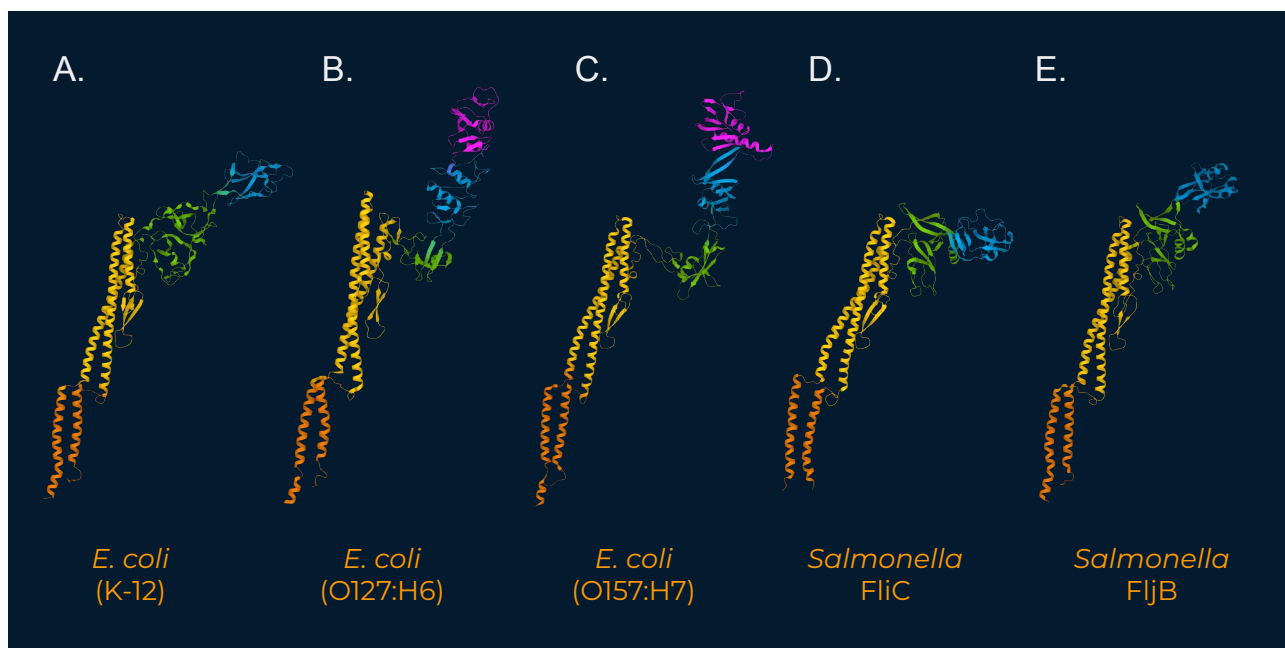 A.
B.
C.
D.
E.
E. coli
(K-12)
E. coli
(O127:H6)
E. coli
(O157:H7)
Salmonella
FliC
Salmonella
FljB